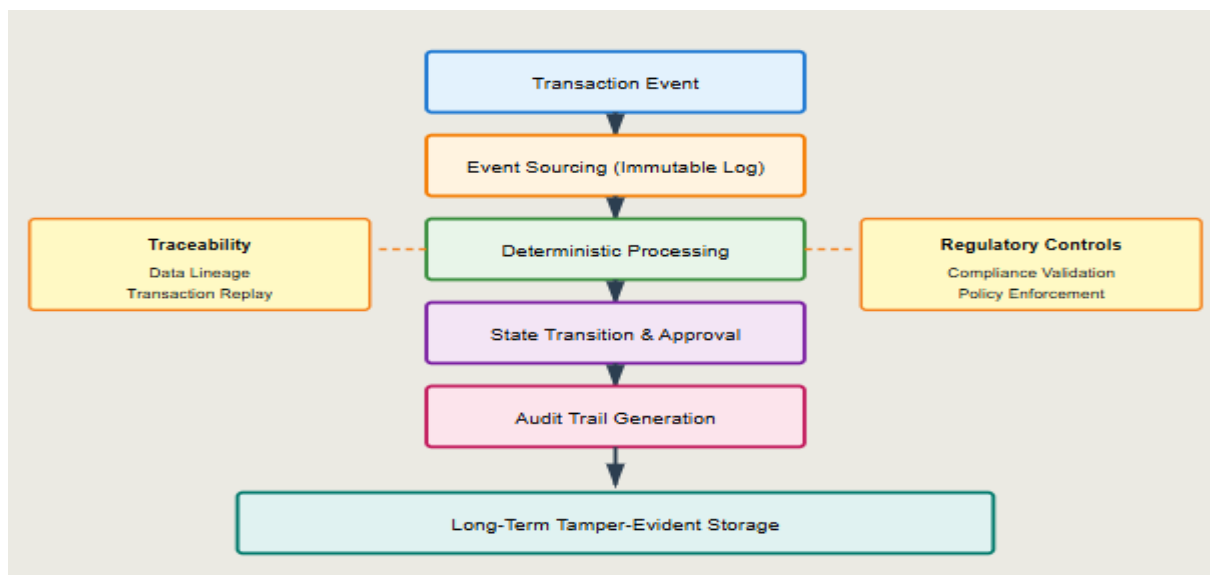 Transaction Event
Event Sourcing (Immutable Log)
Traceability
Data Lineage
Transaction Replay
Deterministic Processing
Regulatory Controls
Compliance Validation
Policy Enforcement
State Transition & Approval
Audit Trail Generation
Long-Term Tamper-Evident Storage